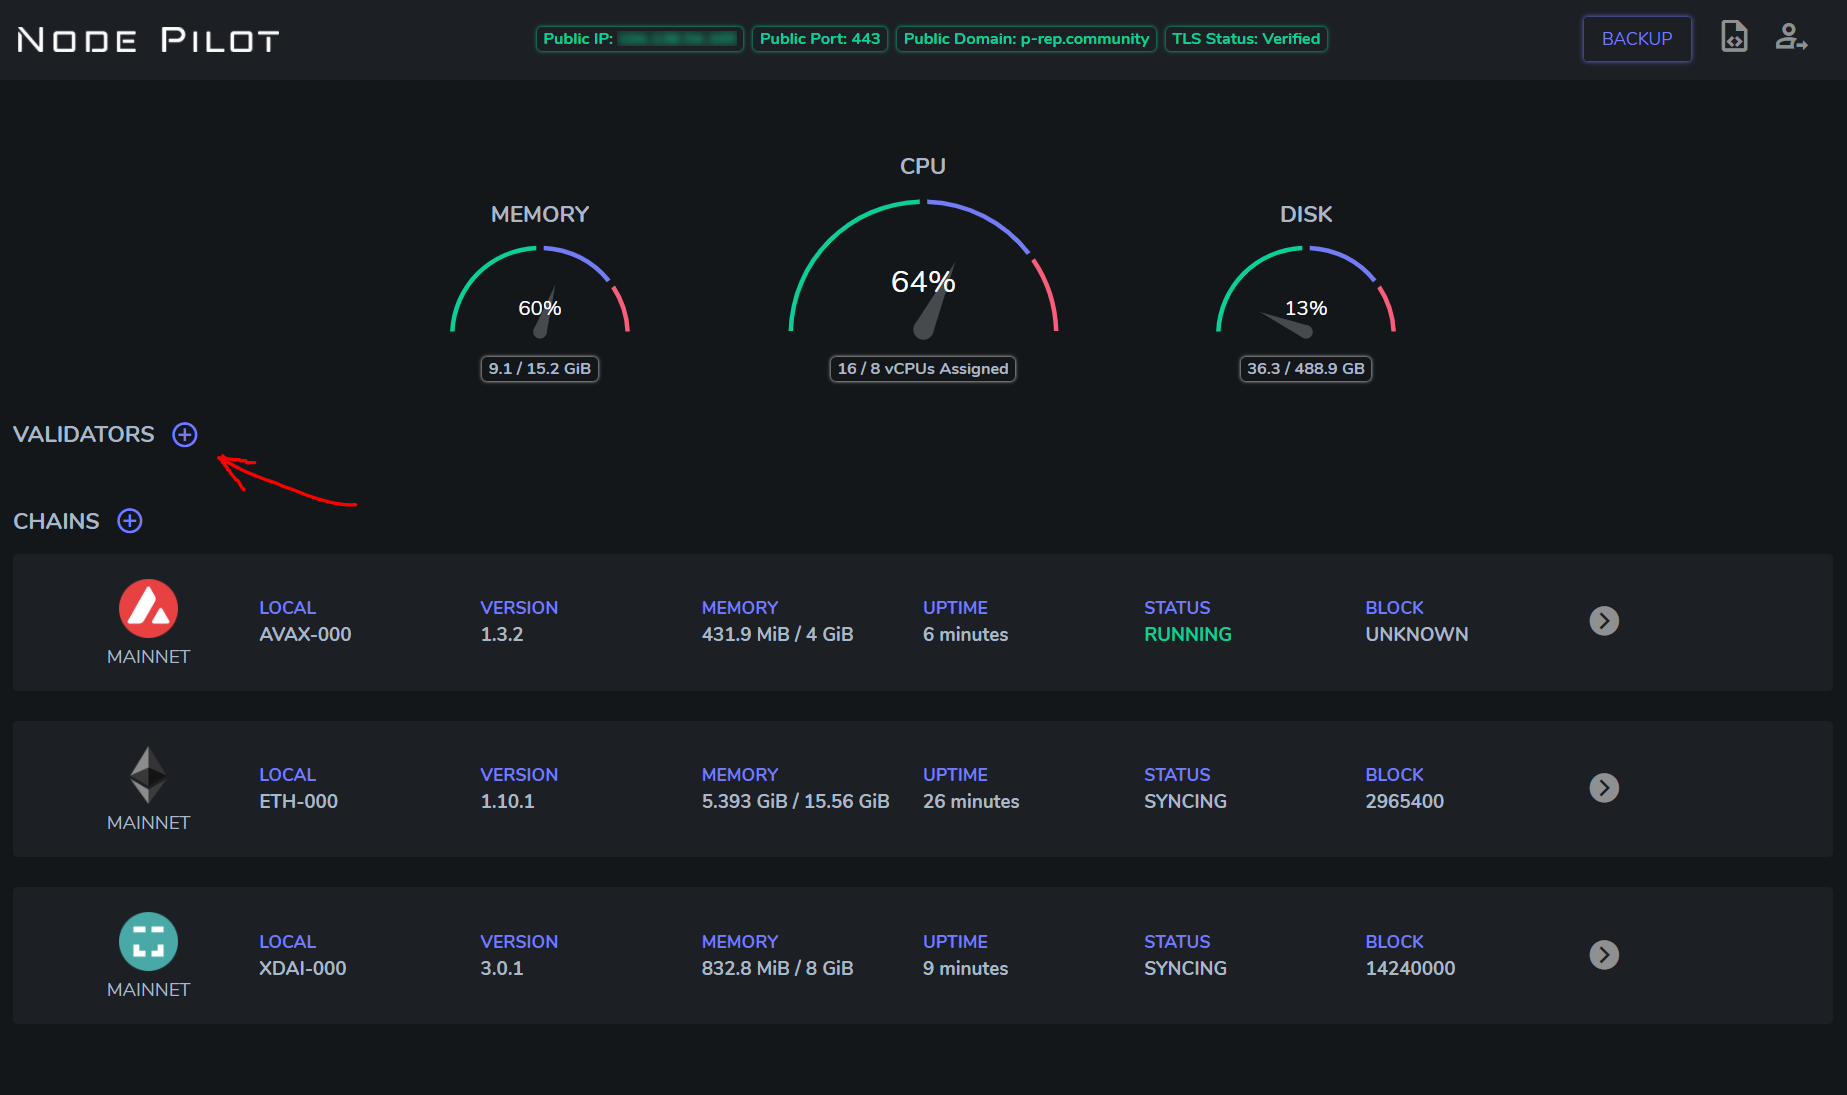 NODE PILOT
Public IP:
Public Port: 443
Public Domain: p-rep.community
TLS Status: Verified
BACKUP
MEMORY
60%
9.1 / 15.2 GiB
CPU
64%
16 / 8 vCPUs Assigned
DISK
13%
36.3 / 488.9 GB
VALIDATORS
CHAINS
MAINNET
LOCAL
AVAX-000
VERSION
1.3.2
MEMORY
431.9 MiB / 4 GiB
UPTIME
6 minutes
STATUS
RUNNING
BLOCK
UNKNOWN
MAINNET
LOCAL
ETH-000
VERSION
1.10.1
MEMORY
5.393 GiB / 15.56 GiB
UPTIME
26 minutes
STATUS
SYNCING
BLOCK
2965400
MAINNET
LOCAL
XDAI-000
VERSION
3.0.1
MEMORY
832.8 MiB / 8 GiB
UPTIME
9 minutes
STATUS
SYNCING
BLOCK
14240000